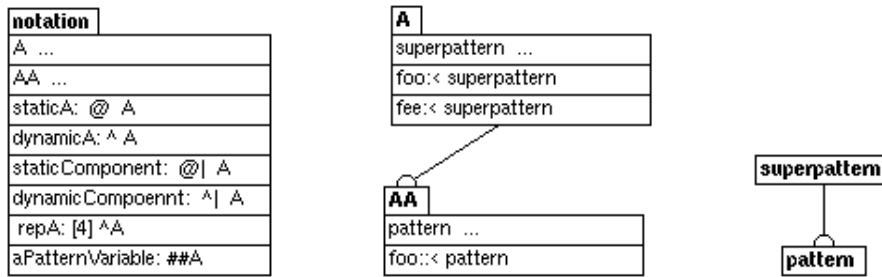 notation
A ...
AA ...
staticA: @ A
dynamicA: ^ A
staticComponent: @| A
dynamicCompoennt: ^| A
repA: [4] ^A
aPatternVariable: ##A
A
superpattern ...
foo:< superpattern
fee:< superpattern
AA
pattern ...
foo::< pattern
superpattern
pattern